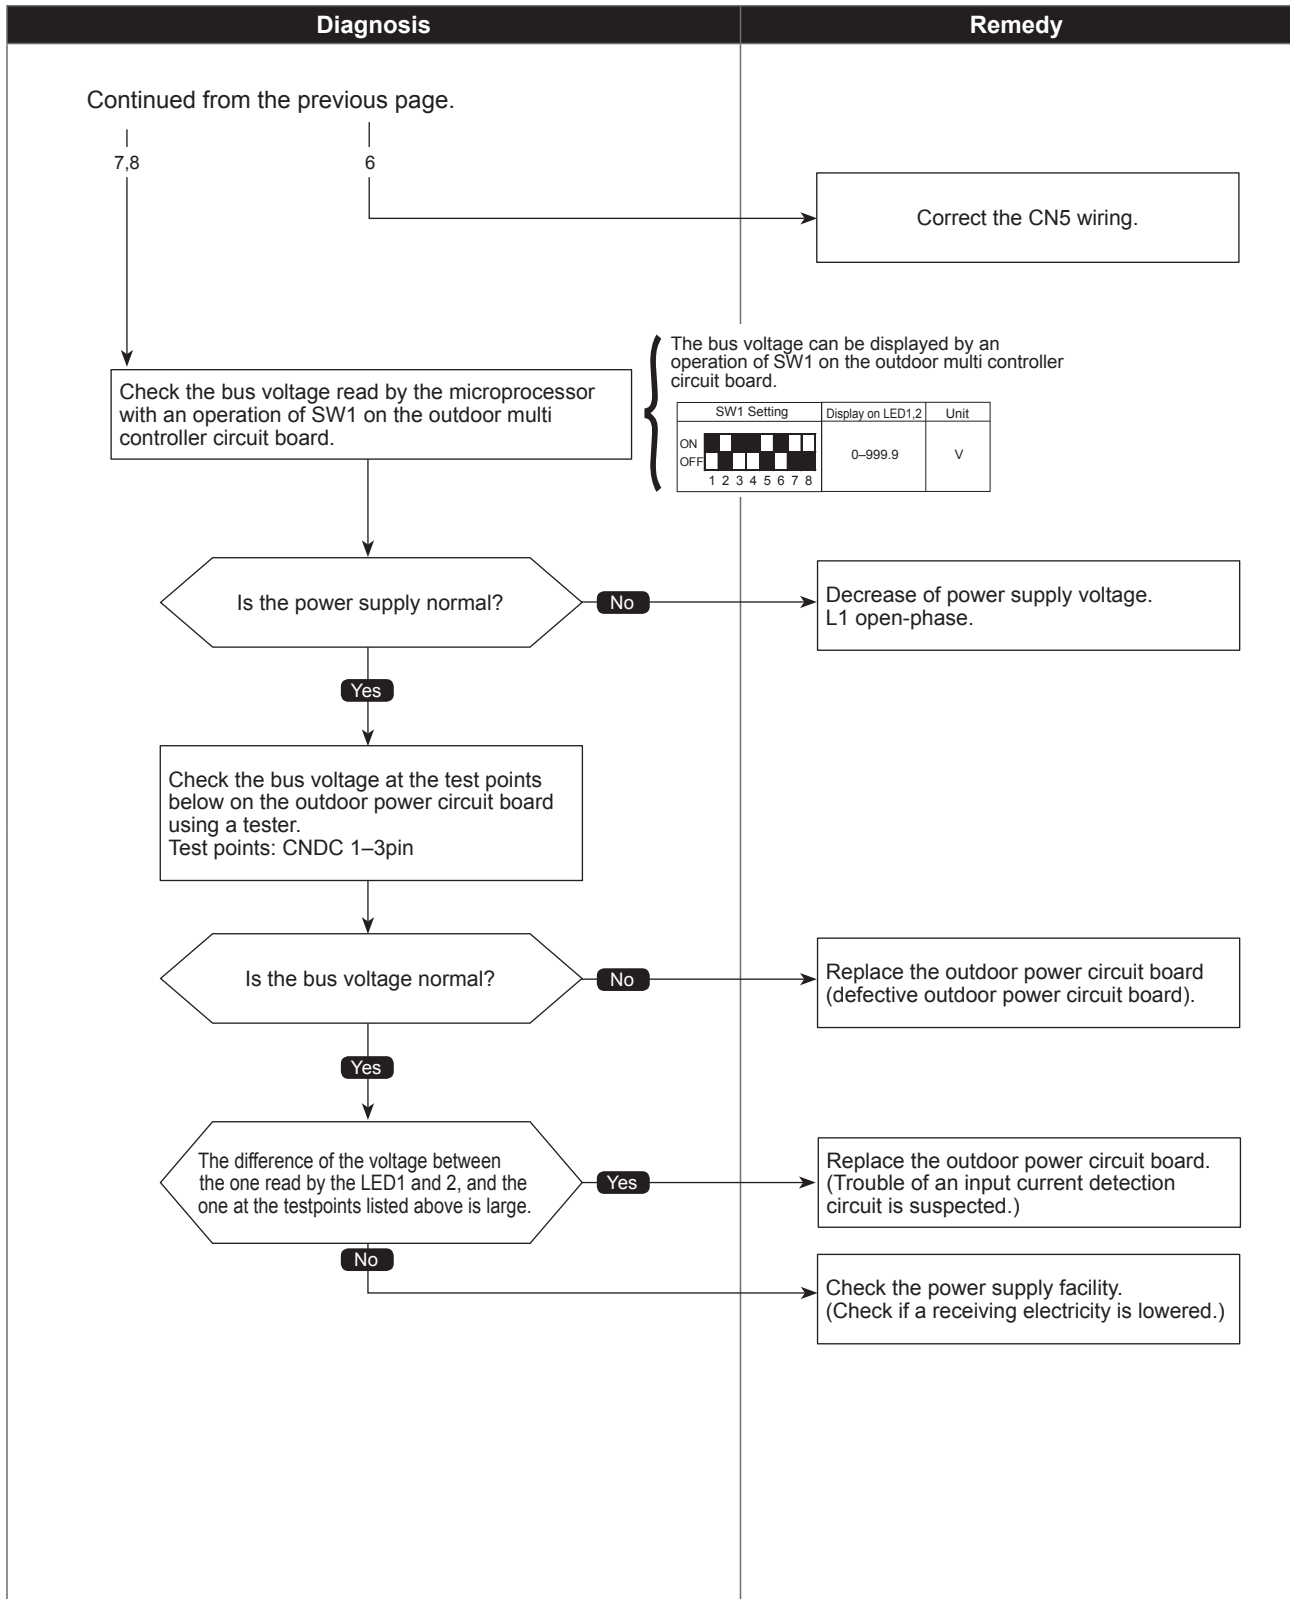 Diagnosis
Remedy
Continued from the previous page.
7,8
6
Correct the CN5 wiring.
Check the bus voltage read by the microprocessor
with an operation of SW1 on the outdoor multi
controller circuit board.
The bus voltage can be displayed by an
operation of SW1 on the outdoor multi controller
circuit board.
SW1 Setting
Display on LED1,2
Unit
ON
OFF
1 2 3 4 5 6 7 8
0–999.9
V
Is the power supply normal?
No
Decrease of power supply voltage.
L1 open-phase.
Yes
Check the bus voltage at the test points
below on the outdoor power circuit board
using a tester.
Test points: CNDC 1–3pin
Is the bus voltage normal?
No
Replace the outdoor power circuit board
(defective outdoor power circuit board).
Yes
The difference of the voltage between
the one read by the LED1 and 2, and the
one at the testpoints listed above is large.
Yes
Replace the outdoor power circuit board.
(Trouble of an input current detection
circuit is suspected.)
No
Check the power supply facility.
(Check if a receiving electricity is lowered.)